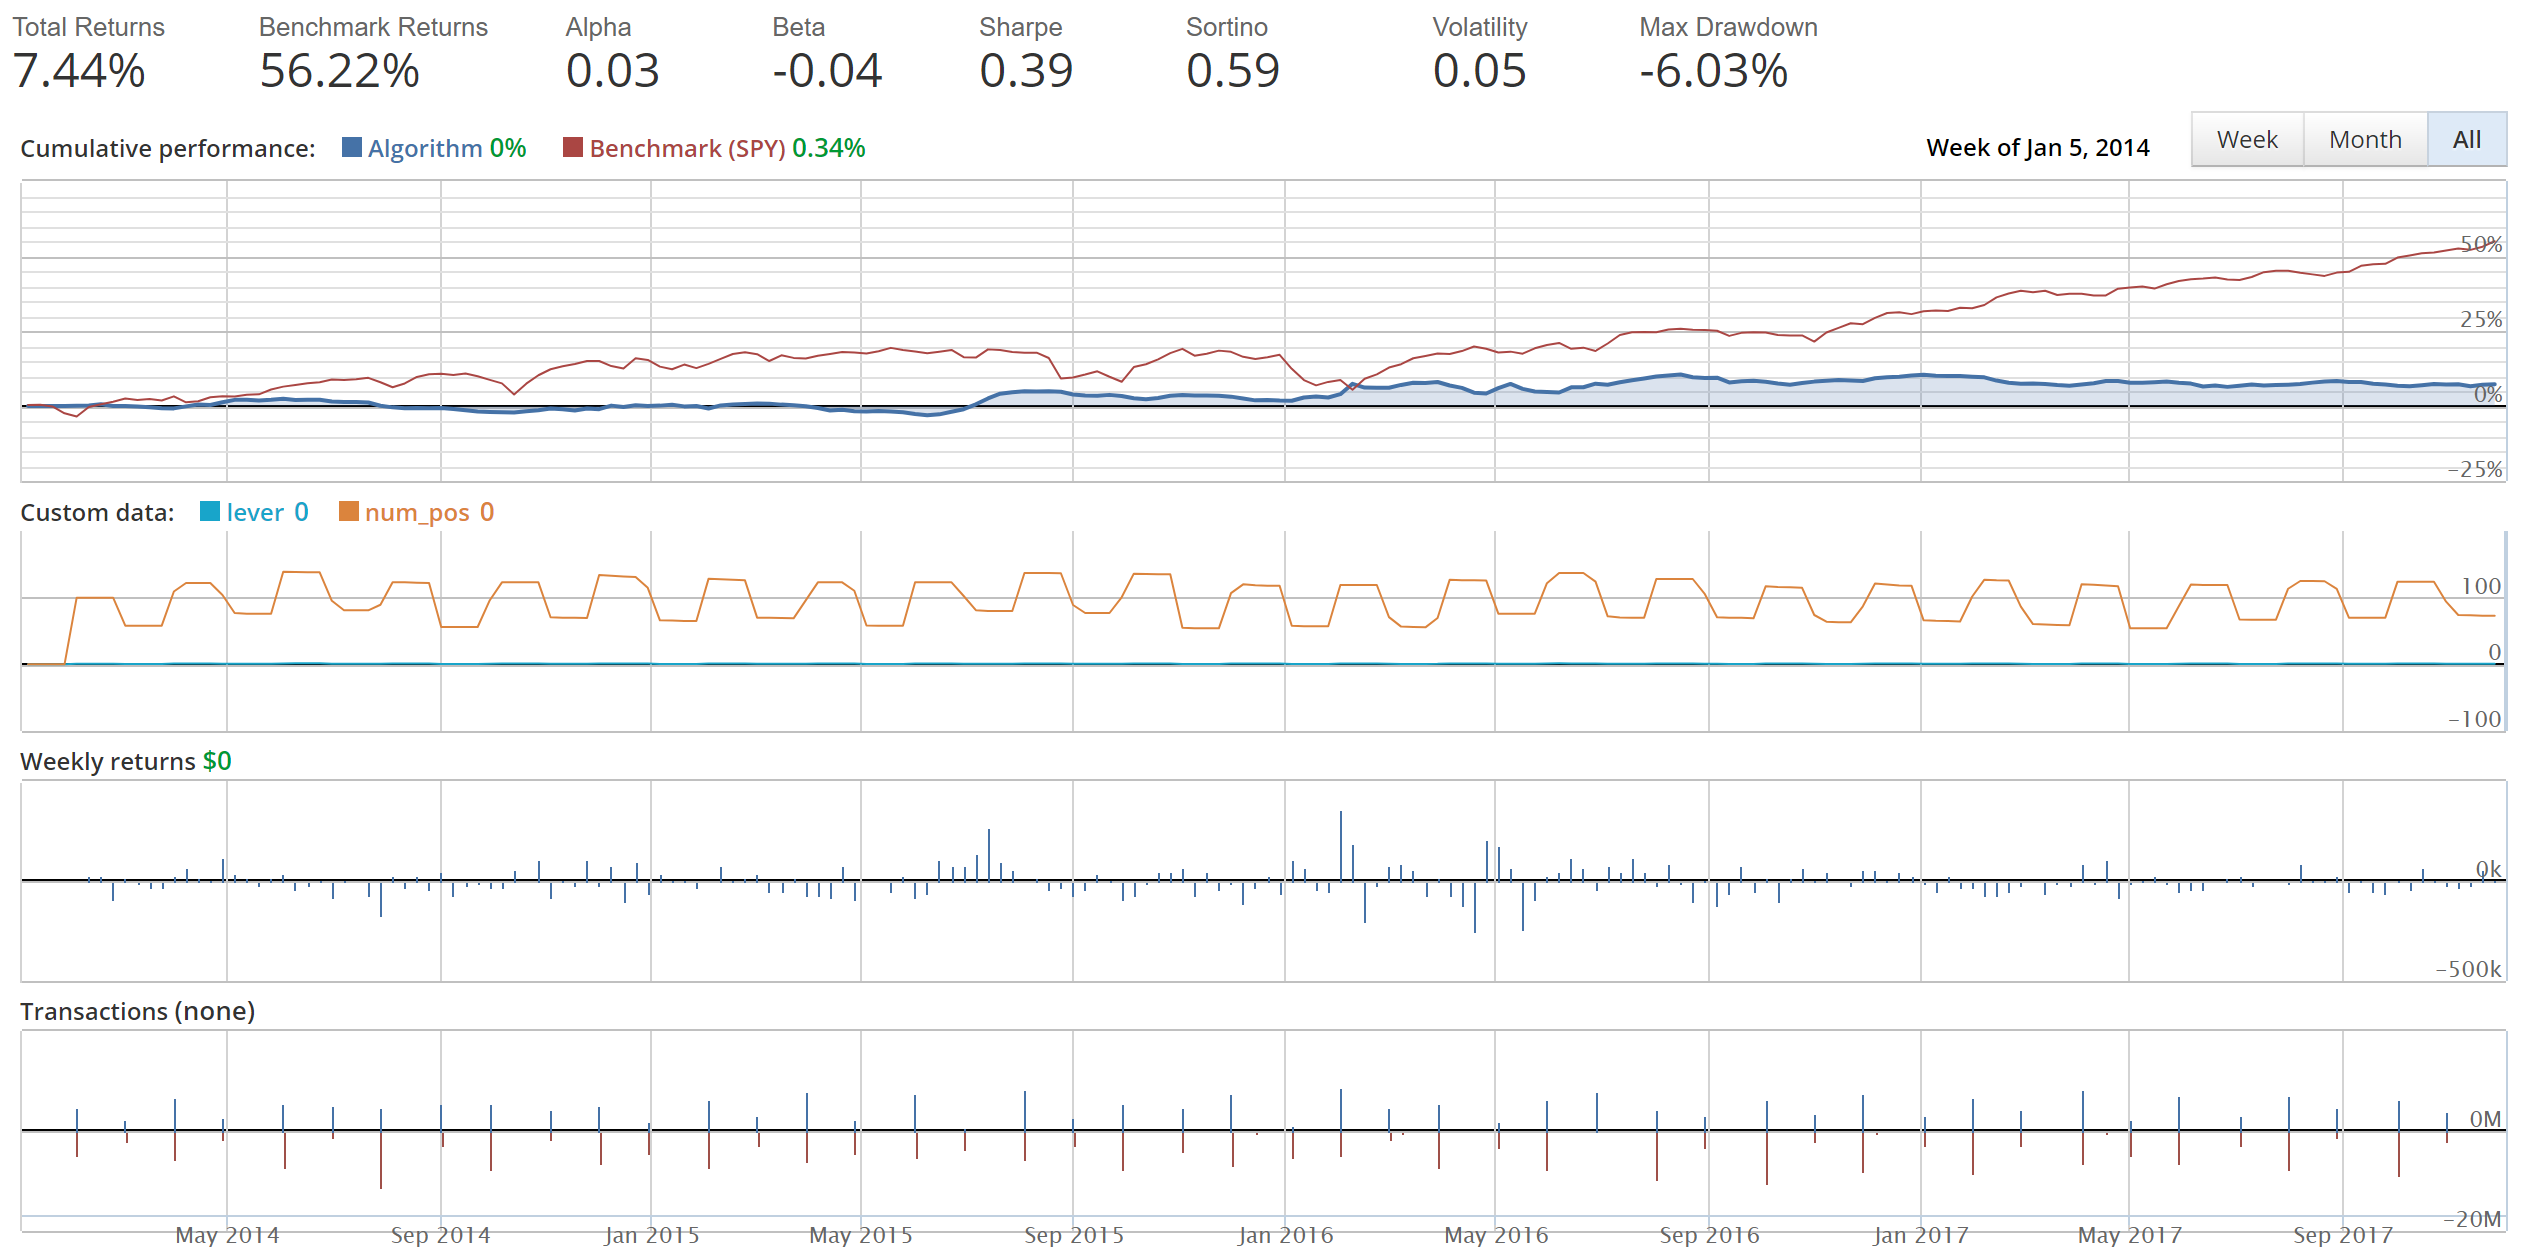 Total Returns Benchmark Returns Alpha Beta Sharpe Sortino Volatility Max Drawdown
7.44% 56.22% 0.03 -0.04 0.39 0.59 0.05 -6.03%
Cumulative performance: Algorithm 0% Benchmark (SPY) 0.34% Week of Jan 5, 2014 Week Month All
50%
25%
0%
-25%
Custom data: lever 0 num_pos 0
100
0
-100
Weekly returns $0
0k
-500k
Transactions (none)
0M
-20M
May 2014 Sep 2014 Jan 2015 May 2015 Sep 2015 Jan 2016 May 2016 Sep 2016 Jan 2017 May 2017 Sep 2017